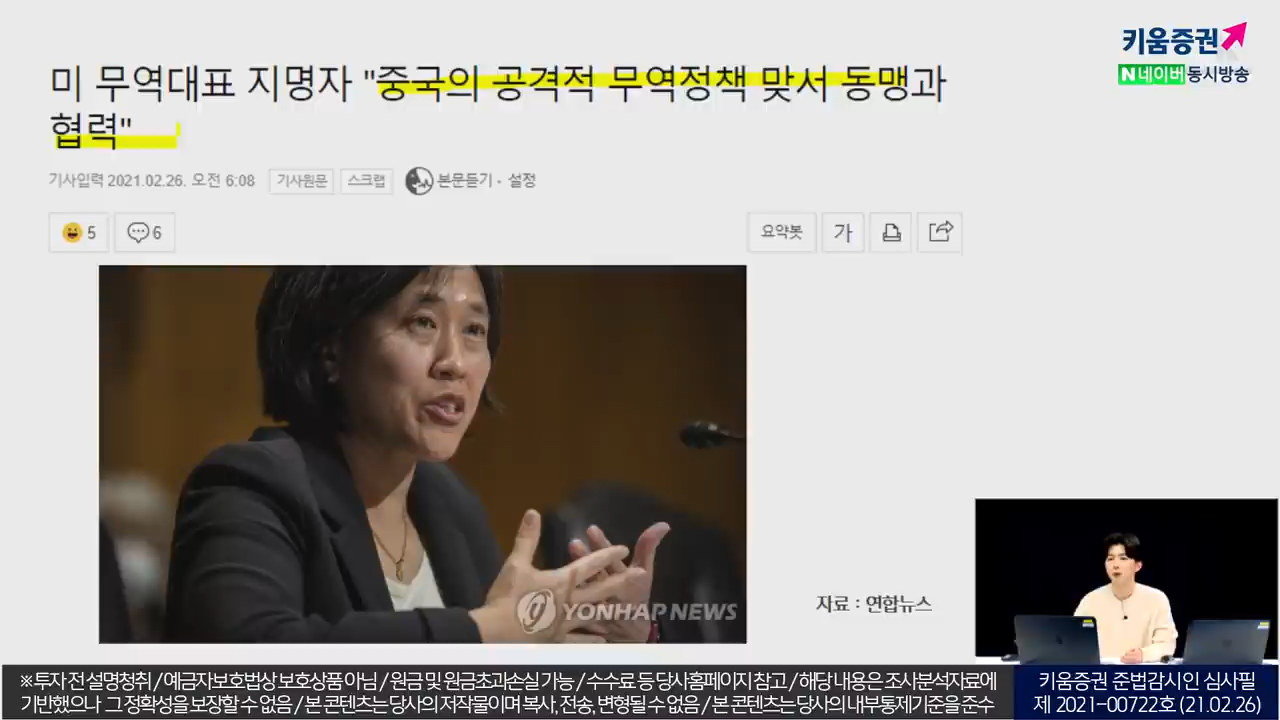 키움증권
N 네이버 동시방송
미 무역대표 지명자 "중국의 공격적 무역정책 맞서 동맹과
협력"
기사입력 2021.02.26. 오전 6:08 기사원문 스크랩 본문듣기 · 설정
5 6 요약봇 가
YONHAP NEWS
자료 : 연합뉴스
※ 투자 전 설명청취 / 예금자보호법상 보호상품 아님 / 원금 및 원금초과손실 가능 / 수수료 등 당사홈페이지 참고 / 해당 내용은 조사분석자료에
기반했으나 그 정확성을 보장할 수 없음 / 본 콘텐츠는 당사의 저작물이며 복사, 전송, 변형될 수 없음 / 본 콘텐츠는 당사의 내부통제기준을 준수
키움증권 준법감시인 심사필
제 2021-00722호 (21.02.26)